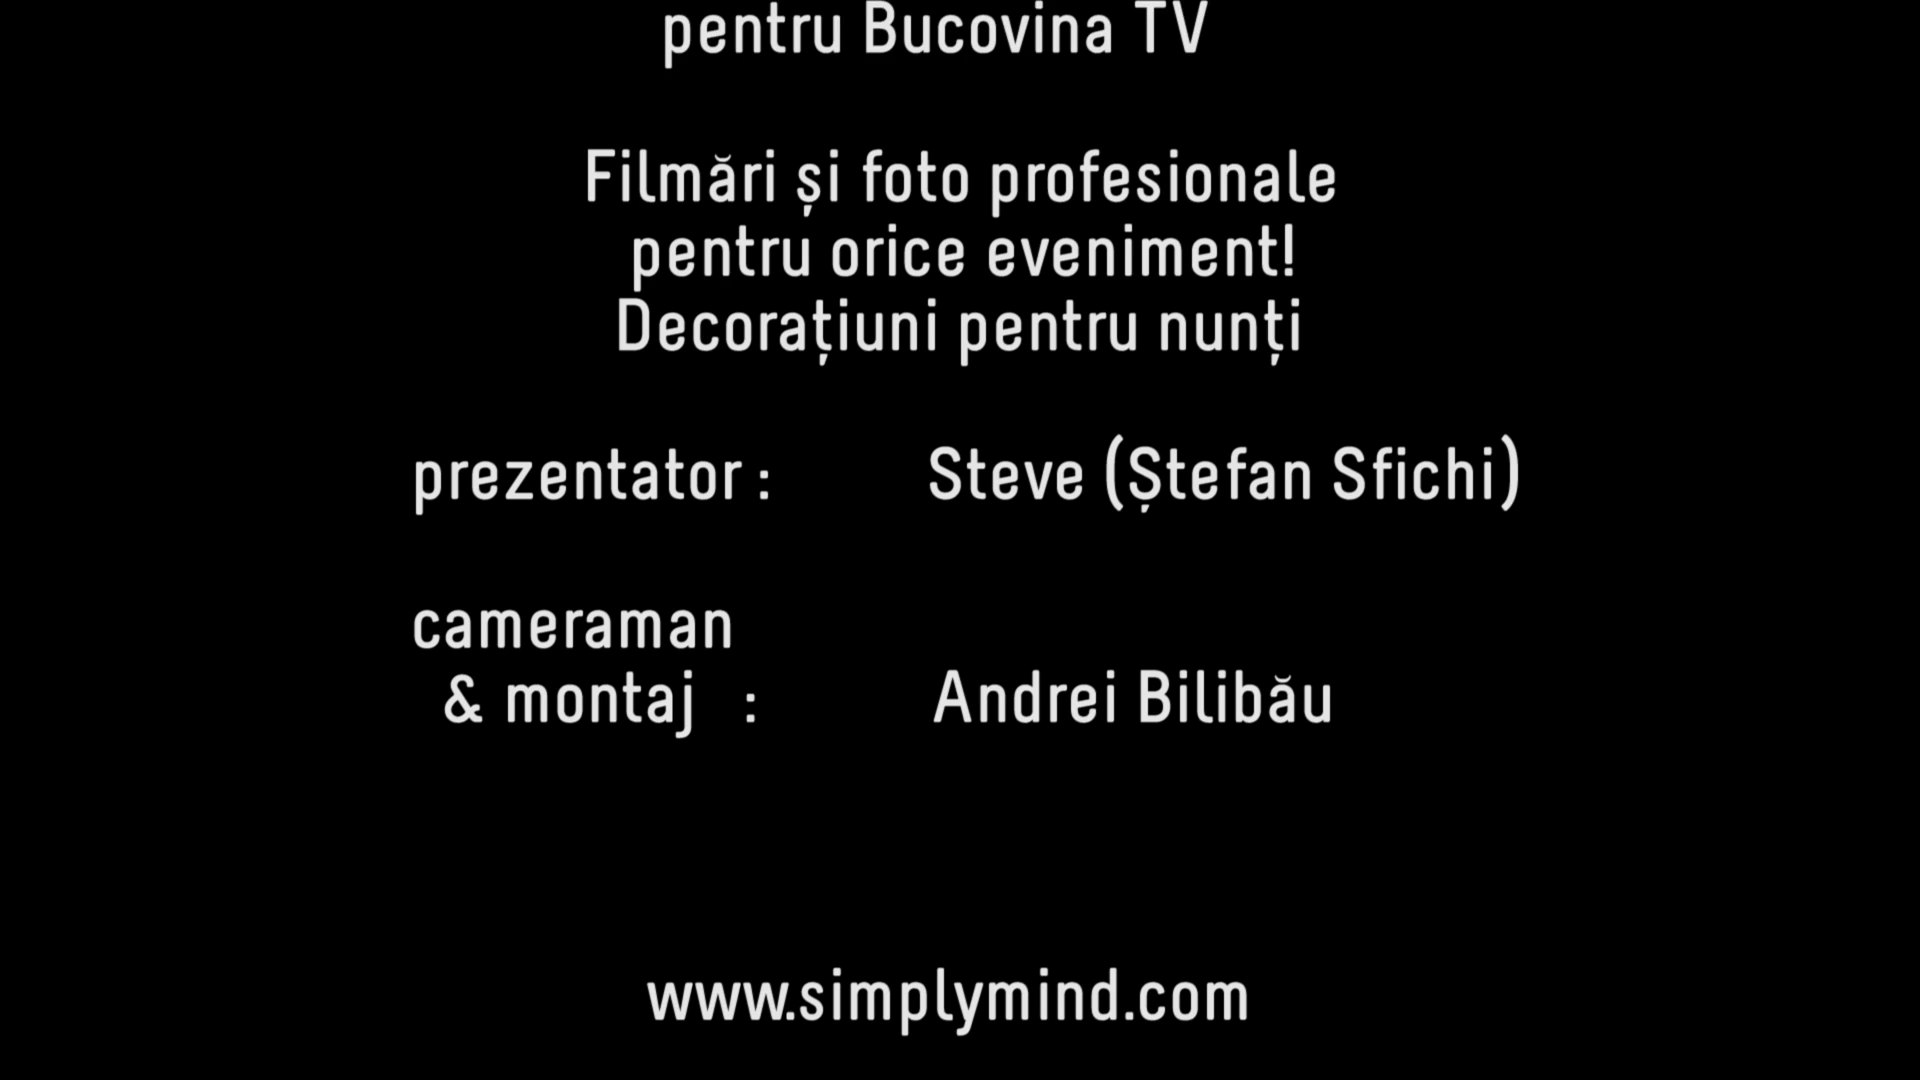 pentru Bucovina TV
Filmări și foto profesionale
pentru orice eveniment!
Decorațiuni pentru nunți
prezentator : Steve (Ștefan Sfichi)
cameraman
& montaj : Andrei Bilibău
www.simplymind.com